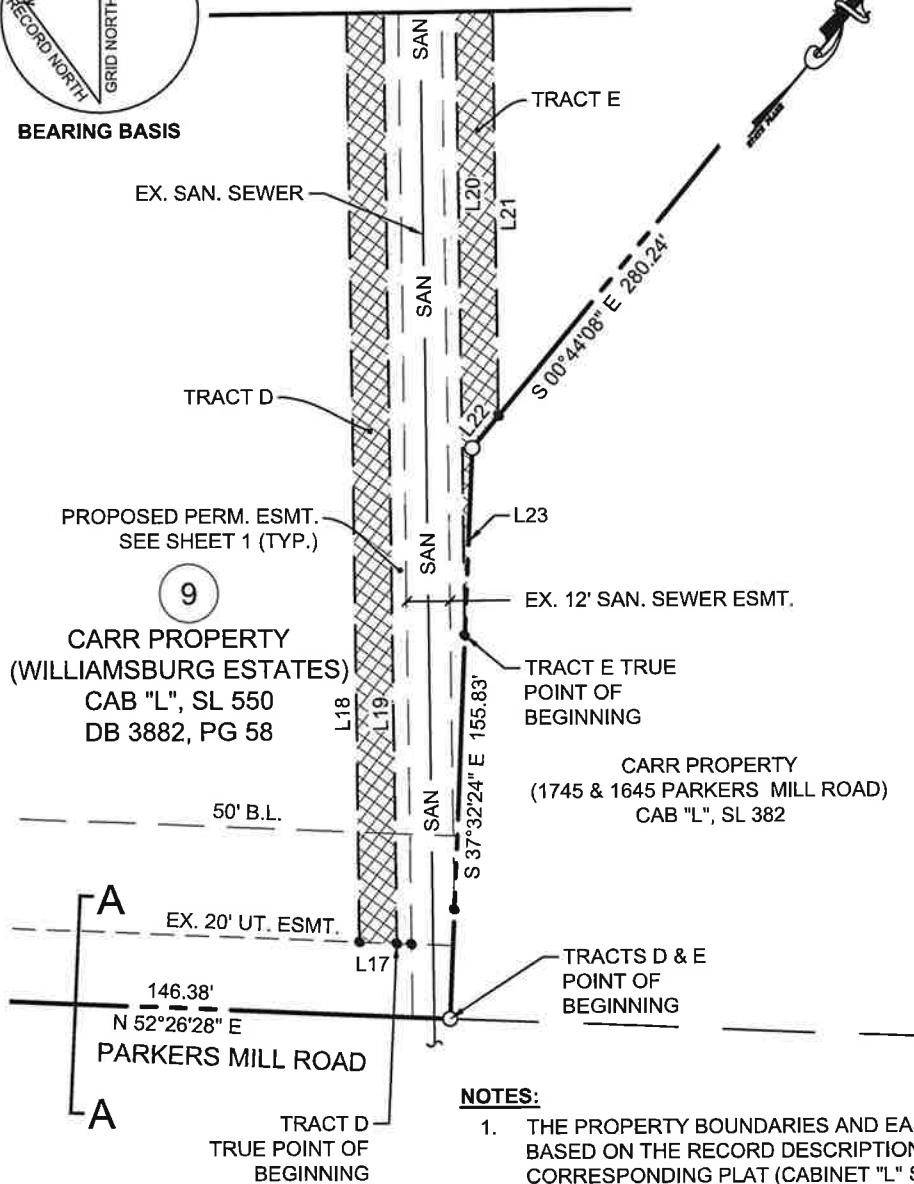 RECORD NORTH
GRID NORTH
BEARING BASIS
SAN
TRACT E
EX. SAN. SEWER
L20
L21
SAN
S 00°44'08" E 280.24'
TRACT D
L22
PROPOSED PERM. ESMT.
SEE SHEET 1 (TYP.)
L23
SAN
9
EX. 12' SAN. SEWER ESMT.
CARR PROPERTY
(WILLIAMSBURG ESTATES)
CAB "L", SL 550
DB 3882, PG 58
TRACT E TRUE
POINT OF
BEGINNING
L18
L19
S 37°32'24" E 155.83'
CARR PROPERTY
(1745 & 1645 PARKERS MILL ROAD)
CAB "L", SL 382
50' B.L.
SAN
A
EX. 20' UT. ESMT.
L17
TRACTS D & E
POINT OF
BEGINNING
146.38'
N 52°26'28" E
PARKERS MILL ROAD
A
TRACT D
TRUE POINT OF
BEGINNING
NOTES:
1. THE PROPERTY BOUNDARIES AND EA
BASED ON THE RECORD DESCRIPTION
CORRESPONDING PLAT (CABINET "L" S